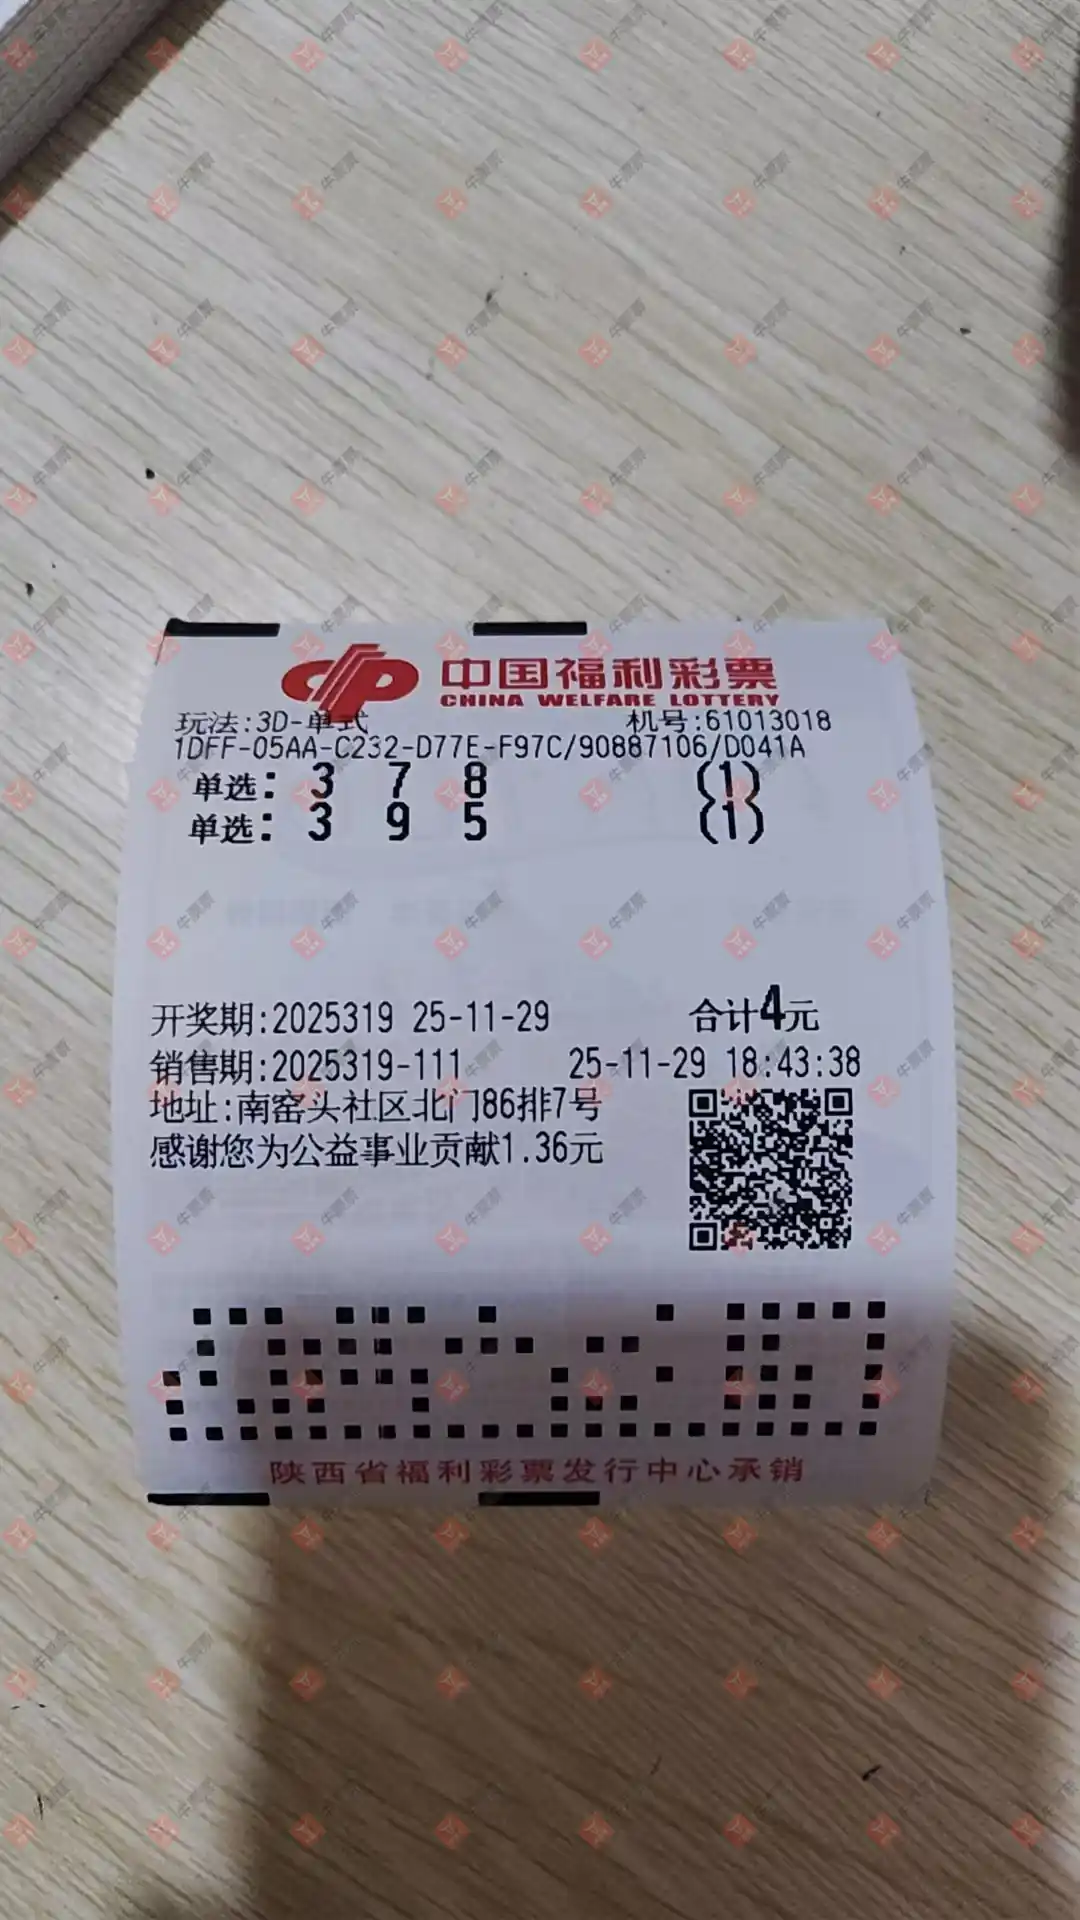 中国福利彩票
CHINA WELFARE LOTTERY
玩法:3D-单式 机号:61013018
1DFF-05AA-C232-D77E-F97C/90887106/D041A
单选: 3 7 8 (1)
单选: 3 9 5 (1)
开奖期:2025319 25-11-29 合计4元
销售期:2025319-111 25-11-29 18:43:38
地址:南窑头社区北门86排7号
感谢您为公益事业贡献1.36元
陕西省福利彩票发行中心承销